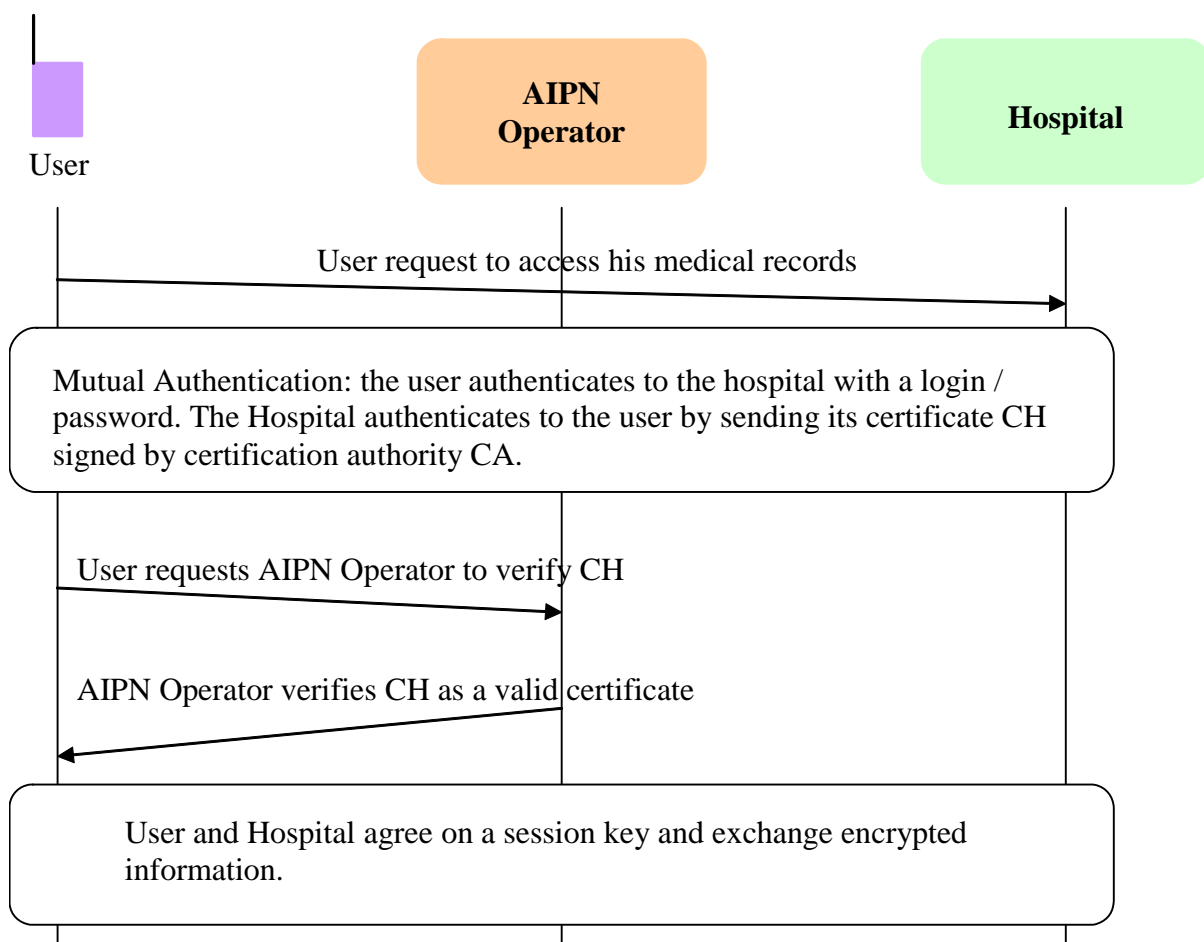 AIPN
Operator
Hospital
User
User request to access his medical records
Mutual Authentication: the user authenticates to the hospital with a login /
password. The Hospital authenticates to the user by sending its certificate CH
signed by certification authority CA.
User requests AIPN Operator to verify CH
AIPN Operator verifies CH as a valid certificate
User and Hospital agree on a session key and exchange encrypted
information.